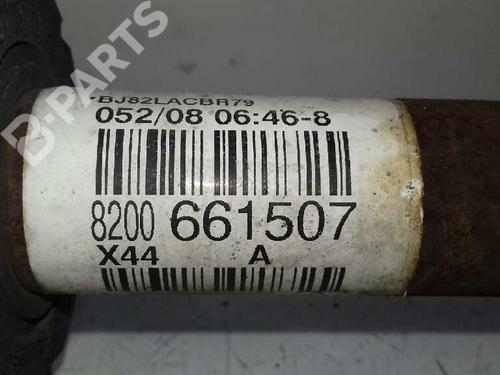 BJ82LACBR79
052/08 06:46-8
8200 661507
X44 A
B-PARTS